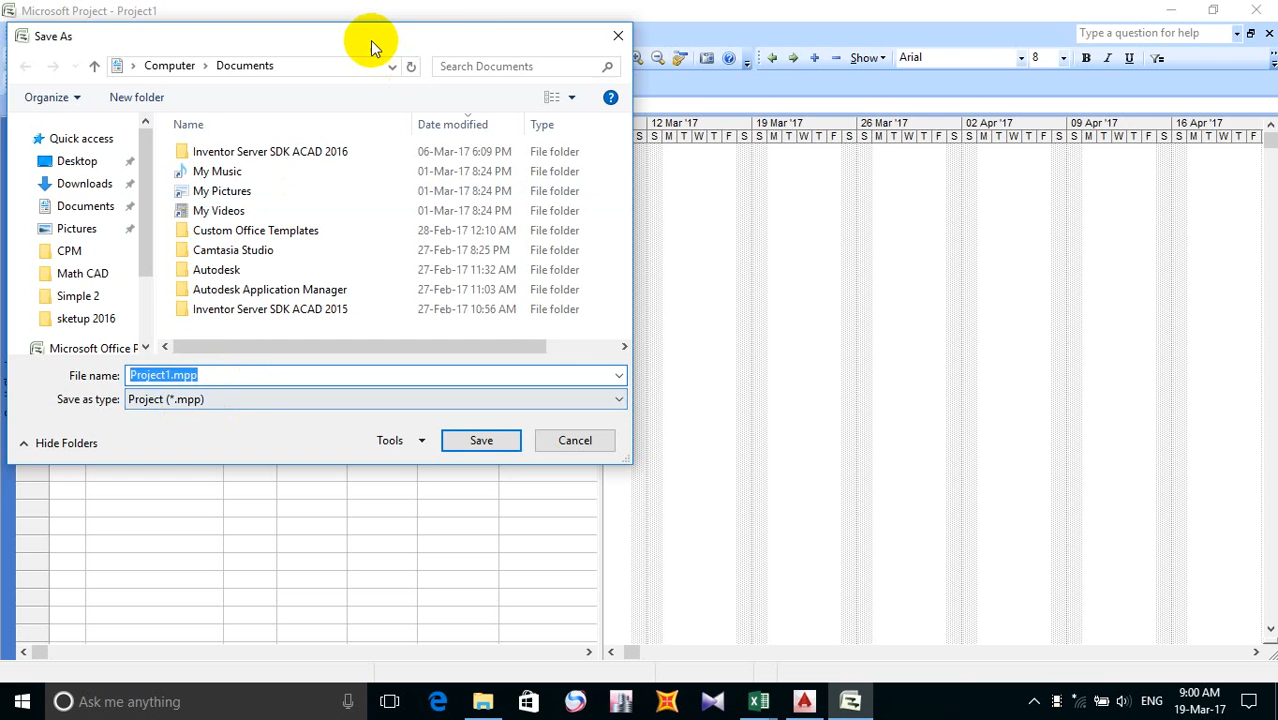 Microsoft Project - Project1
Type a question for help
Save As
Computer
Documents
Search Documents
Show
Arial
8
B I U
Organize
New folder
Name
Date modified
Type
Quick access
Desktop
Downloads
Documents
Pictures
CPM
Math CAD
Simple 2
sketup 2016
Microsoft Office P
Inventor Server SDK ACAD 2016 06-Mar-17 6:09 PM File folder
My Music 01-Mar-17 8:24 PM File folder
My Pictures 01-Mar-17 8:24 PM File folder
My Videos 01-Mar-17 8:24 PM File folder
Custom Office Templates 28-Feb-17 12:10 AM File folder
Camtasia Studio 27-Feb-17 8:25 PM File folder
Autodesk 27-Feb-17 11:32 AM File folder
Autodesk Application Manager 27-Feb-17 11:03 AM File folder
Inventor Server SDK ACAD 2015 27-Feb-17 10:56 AM File folder
File name: Project1.mpp
Save as type: Project (*.mpp)
Hide Folders
Tools
Save
Cancel
12 Mar '17 19 Mar '17 26 Mar '17 02 Apr '17 09 Apr '17 16 Apr '17
S S M T W T F S S M T W T F S S M T W T F S S M T W T F S S M T W T F S S M T W T F
Ask me anything
ENG
9:00 AM
19-Mar-17